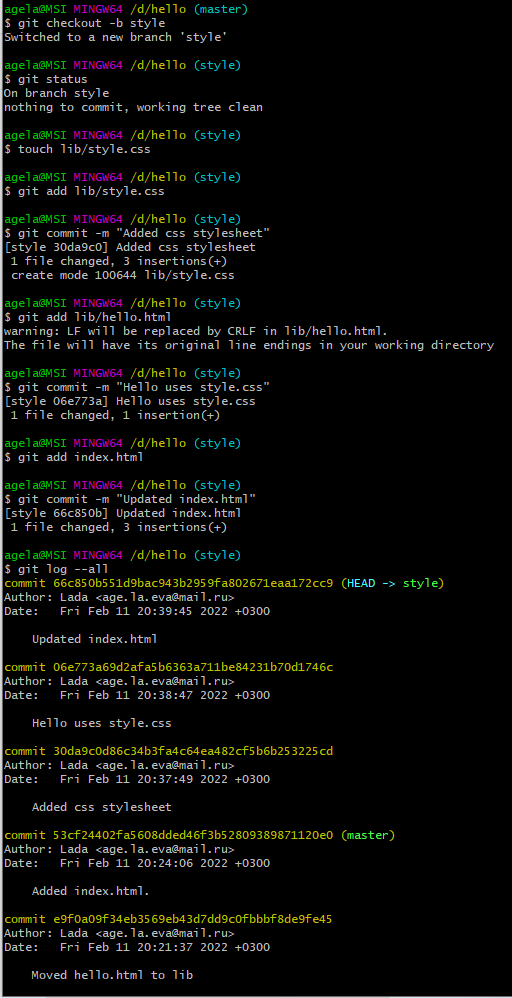 agela@MSI MINGW64 /d/hello (master)
$ git checkout -b style
Switched to a new branch 'style'
agela@MSI MINGW64 /d/hello (style)
$ git status
On branch style
nothing to commit, working tree clean
agela@MSI MINGW64 /d/hello (style)
$ touch lib/style.css
agela@MSI MINGW64 /d/hello (style)
$ git add lib/style.css
agela@MSI MINGW64 /d/hello (style)
$ git commit -m "Added css stylesheet"
[style 30da9c0] Added css stylesheet
 1 file changed, 3 insertions(+)
 create mode 100644 lib/style.css
agela@MSI MINGW64 /d/hello (style)
$ git add lib/hello.html
warning: LF will be replaced by CRLF in lib/hello.html.
The file will have its original line endings in your working directory
agela@MSI MINGW64 /d/hello (style)
$ git commit -m "Hello uses style.css"
[style 06e773a] Hello uses style.css
 1 file changed, 1 insertion(+)
agela@MSI MINGW64 /d/hello (style)
$ git add index.html
agela@MSI MINGW64 /d/hello (style)
$ git commit -m "Updated index.html"
[style 66c850b] Updated index.html
 1 file changed, 3 insertions(+)
agela@MSI MINGW64 /d/hello (style)
$ git log --all
commit 66c850b551d9bac943b2959fa802671eaa172cc9 (HEAD -> style)
Author: Lada <age.la.eva@mail.ru>
Date:   Fri Feb 11 20:39:45 2022 +0300
    Updated index.html
commit 06e773a69d2afa5b6363a711be84231b70d1746c
Author: Lada <age.la.eva@mail.ru>
Date:   Fri Feb 11 20:38:47 2022 +0300
    Hello uses style.css
commit 30da9c0d86c34b3fa4c64ea482cf5b6b253225cd
Author: Lada <age.la.eva@mail.ru>
Date:   Fri Feb 11 20:37:49 2022 +0300
    Added css stylesheet
commit 53cf24402fa5608dded46f3b52809389871120e0 (master)
Author: Lada <age.la.eva@mail.ru>
Date:   Fri Feb 11 20:24:06 2022 +0300
    Added index.html.
commit e9f0a09f34eb3569eb43d7dd9c0fbbbf8de9fe45
Author: Lada <age.la.eva@mail.ru>
Date:   Fri Feb 11 20:21:37 2022 +0300
    Moved hello.html to lib